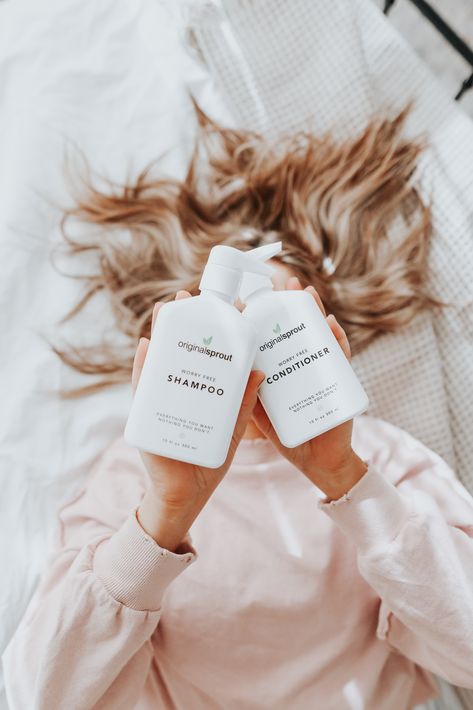 originalsprout
WORRY FREE
SHAMPOO
EVERYTHING YOU WANT
NOTHING YOU DON'T
originalsprout
WORRY FREE
CONDITIONER
EVERYTHING YOU WANT
NOTHING YOU DON'T